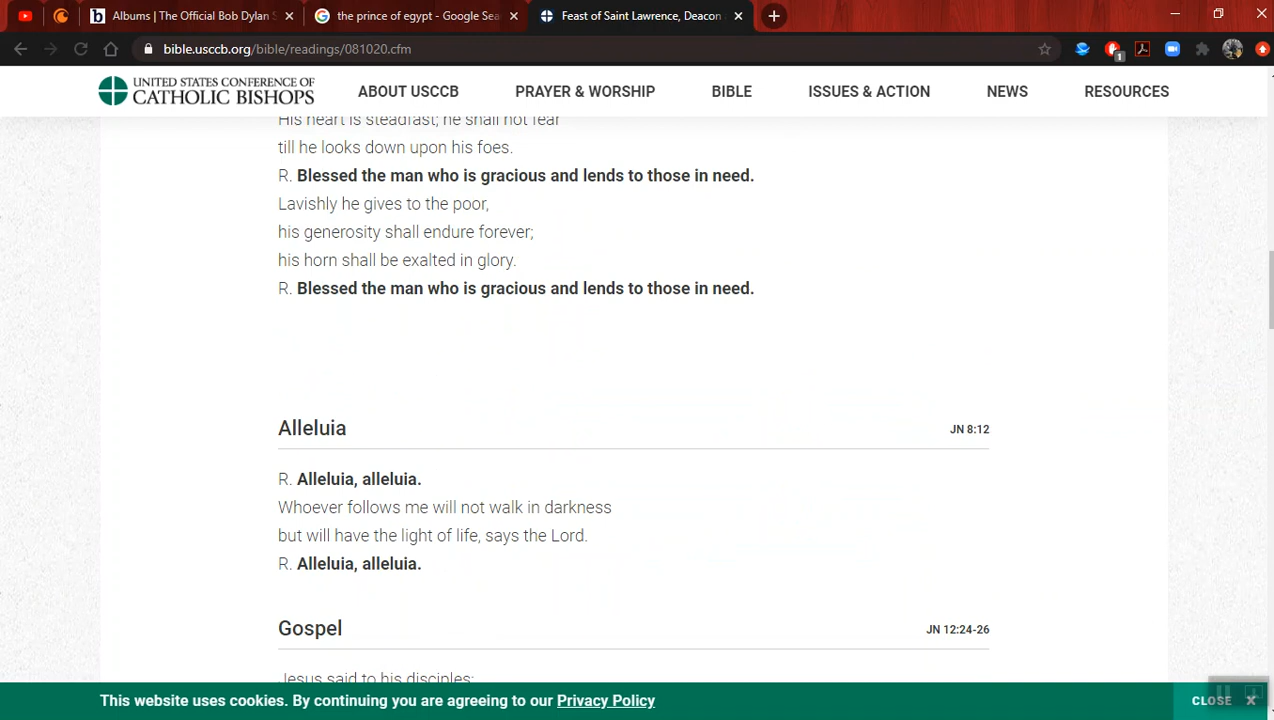 Albums | The Official Bob Dylan S
the prince of egypt - Google Sea
Feast of Saint Lawrence, Deacon
bible.usccb.org/bible/readings/081020.cfm
1
UNITED STATES CONFERENCE OF
CATHOLIC BISHOPS
ABOUT USCCB
PRAYER & WORSHIP
BIBLE
ISSUES & ACTION
NEWS
RESOURCES
His heart is steadfast; he shall not fear
till he looks down upon his foes.
R. Blessed the man who is gracious and lends to those in need.
Lavishly he gives to the poor,
his generosity shall endure forever;
his horn shall be exalted in glory.
R. Blessed the man who is gracious and lends to those in need.
Alleluia
JN 8:12
R. Alleluia, alleluia.
Whoever follows me will not walk in darkness
but will have the light of life, says the Lord.
R. Alleluia, alleluia.
Gospel
JN 12:24-26
Jesus said to his disciples:
This website uses cookies. By continuing you are agreeing to our Privacy Policy
CLOSE